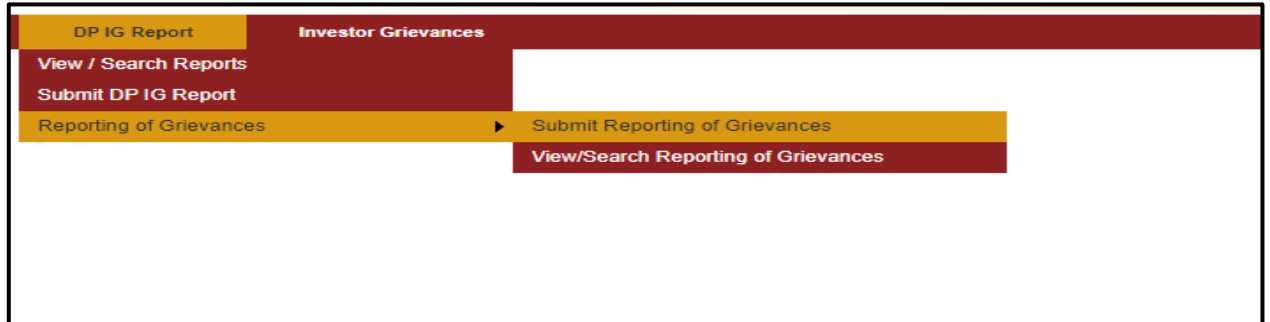 DP IG Report Investor Grievances
View / Search Reports
Submit DP IG Report
Reporting of Grievances Submit Reporting of Grievances
View/Search Reporting of Grievances